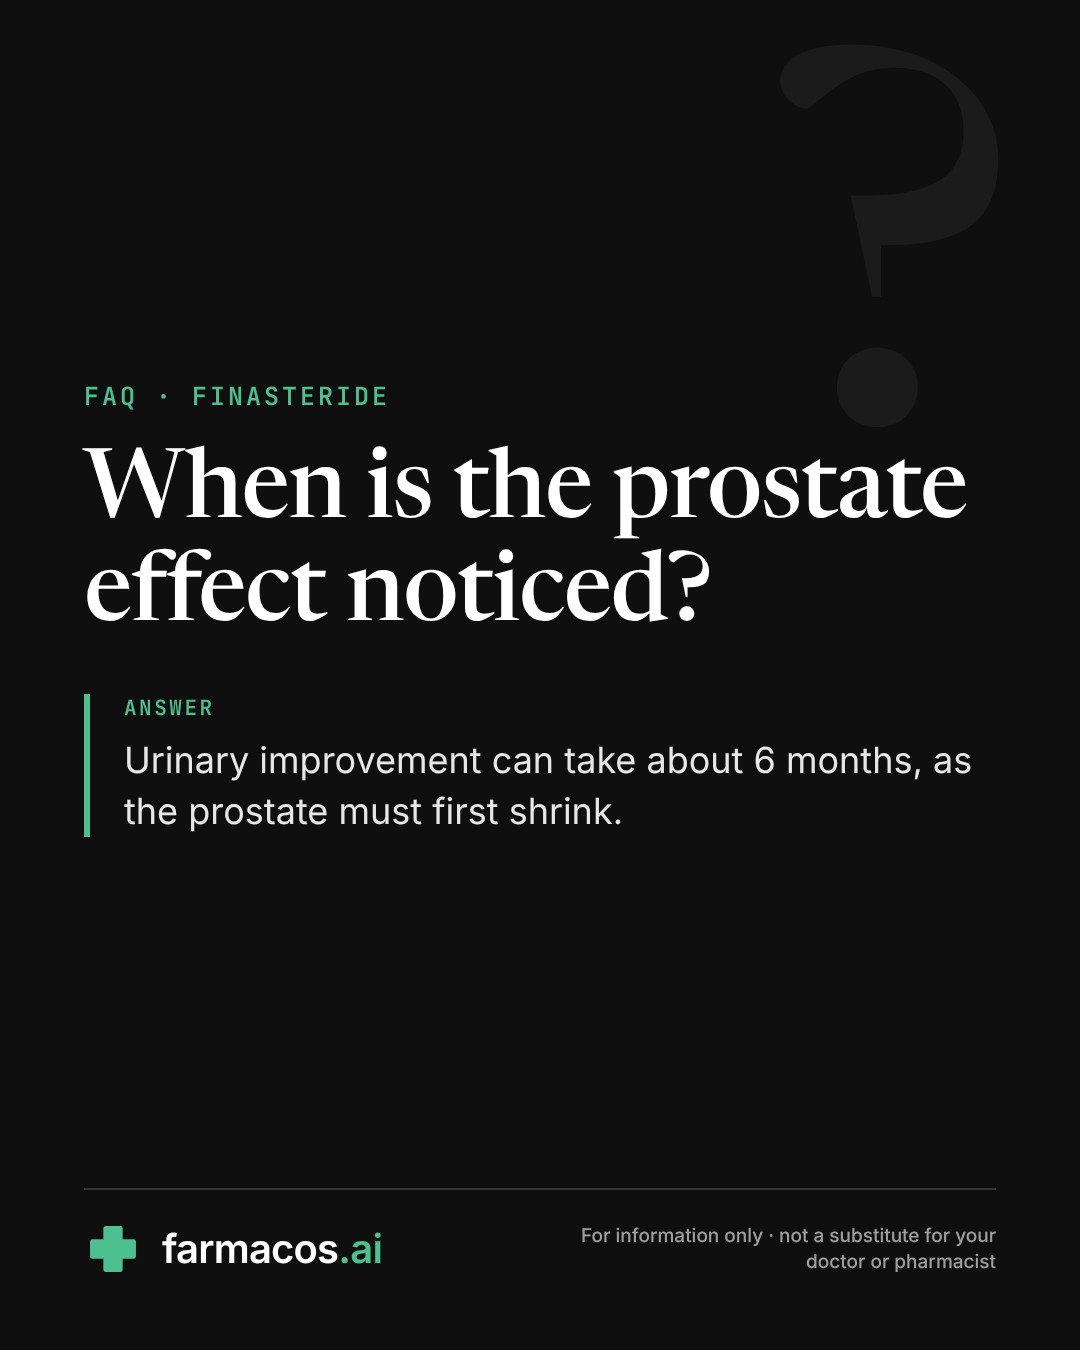 ?
FAQ · FINASTERIDE
When is the prostate
effect noticed?
ANSWER
Urinary improvement can take about 6 months, as
the prostate must first shrink.
farmacos.ai
For information only · not a substitute for your
doctor or pharmacist